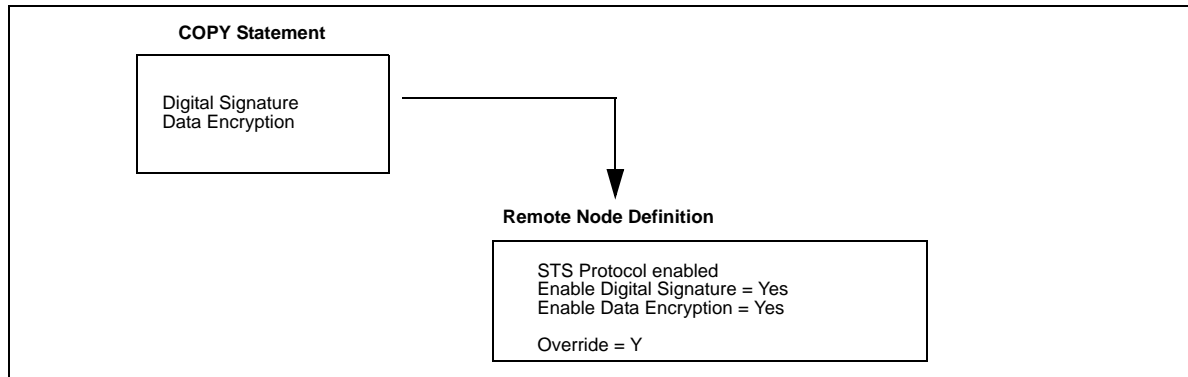 COPY Statement
Digital Signature
Data Encryption
Remote Node Definition
STS Protocol enabled
Enable Digital Signature = Yes
Enable Data Encryption = Yes
Override = Y